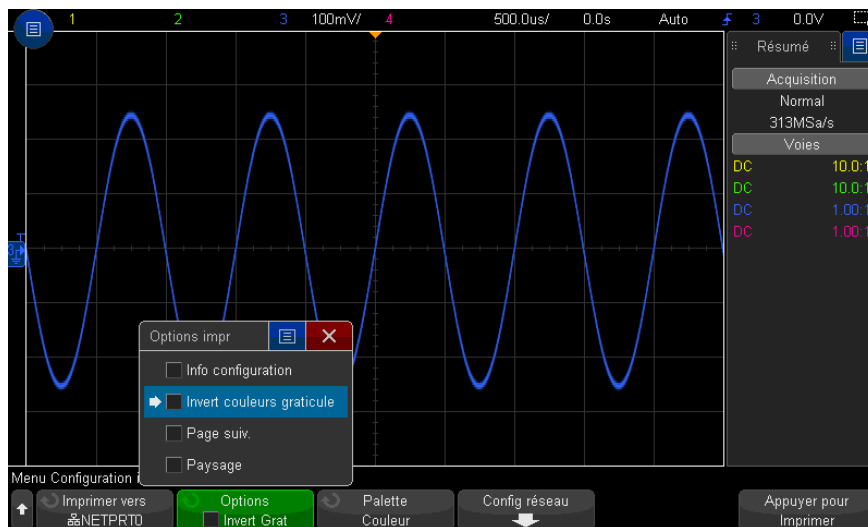 1 2 3 100mV/ 4 500.0us/ 0.0s Auto 3 0.0V
Résumé
Acquisition
Normal
313MSa/s
Voies
DC 10.0:1
DC 10.0:1
DC 1.00:1
DC 1.00:1
Options impr
Info configuration
Invert couleurs graticule
Page suiv.
Paysage
Menu Configuration
Imprimer vers
NETPRT0
Options
Invert Grat
Palette
Couleur
Config réseau
Appuyer pour
Imprimer